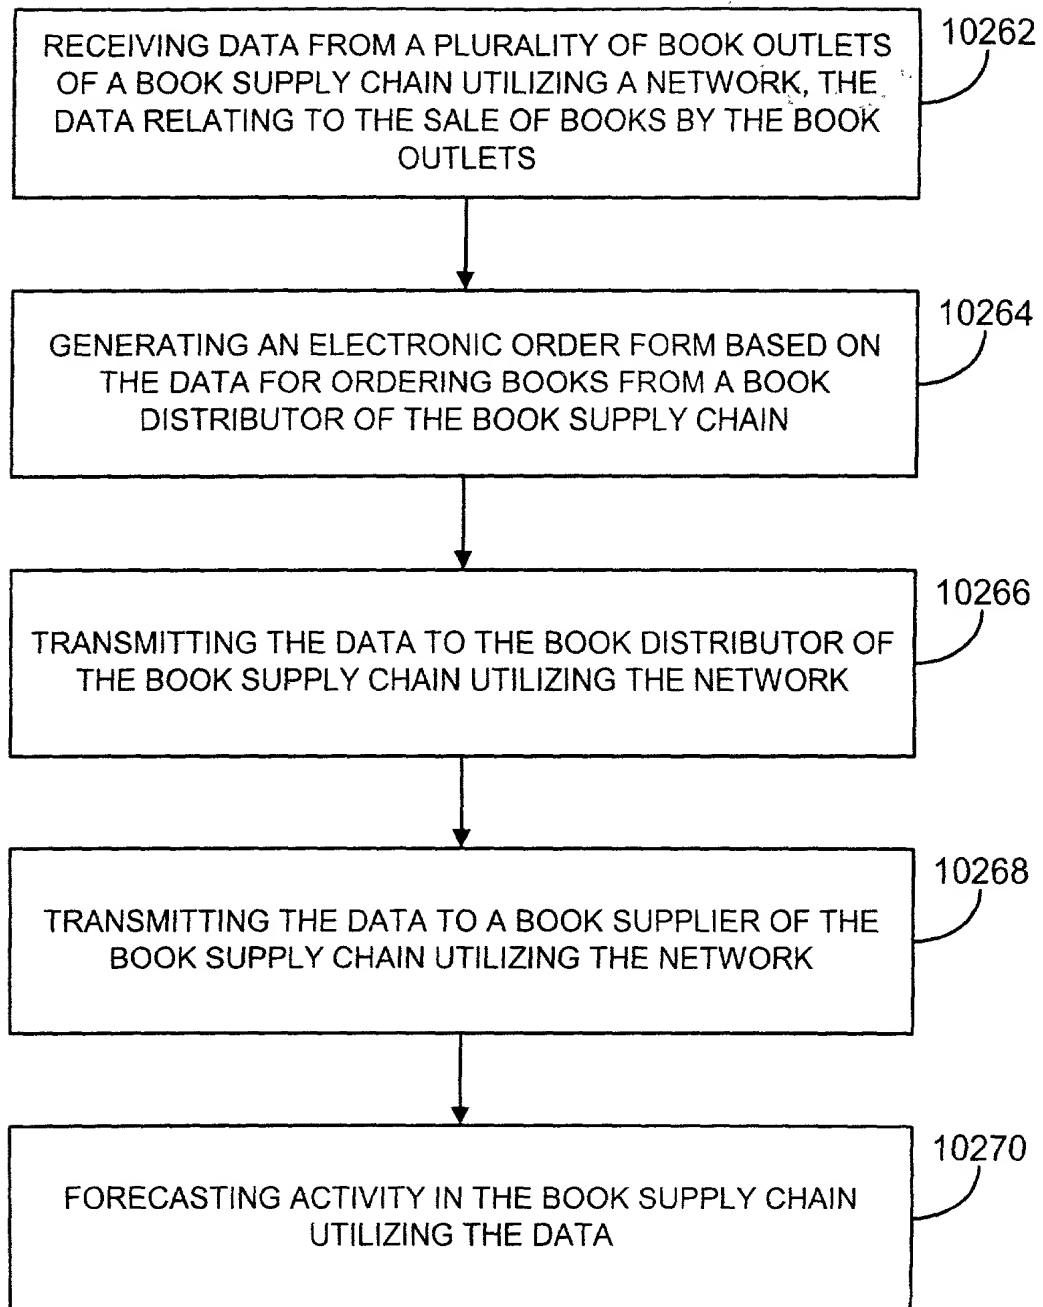 RECEIVING DATA FROM A PLURALITY OF BOOK OUTLETS
OF A BOOK SUPPLY CHAIN UTILIZING A NETWORK, THE
DATA RELATING TO THE SALE OF BOOKS BY THE BOOK
OUTLETS
10262
GENERATING AN ELECTRONIC ORDER FORM BASED ON
THE DATA FOR ORDERING BOOKS FROM A BOOK
DISTRIBUTOR OF THE BOOK SUPPLY CHAIN
10264
TRANSMITTING THE DATA TO THE BOOK DISTRIBUTOR OF
THE BOOK SUPPLY CHAIN UTILIZING THE NETWORK
10266
TRANSMITTING THE DATA TO A BOOK SUPPLIER OF THE
BOOK SUPPLY CHAIN UTILIZING THE NETWORK
10268
FORECASTING ACTIVITY IN THE BOOK SUPPLY CHAIN
UTILIZING THE DATA
10270